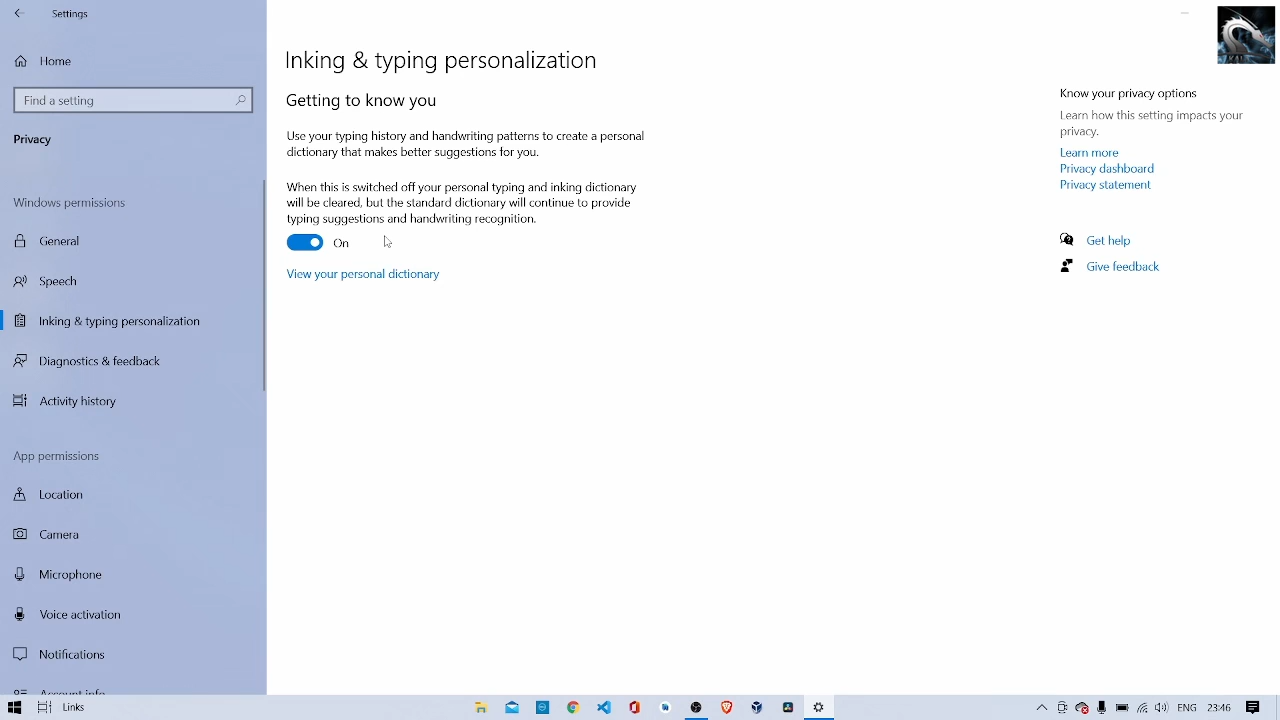 Settings
Home
Find a setting
Privacy
Windows permissions
General
Speech
Inking & typing personalization
Diagnostics & feedback
Activity history
App permissions
Location
Camera
Microphone
Voice activation
Notifications
Inking & typing personalization
Getting to know you
Use your typing history and handwriting patterns to create a personal
dictionary that makes better suggestions for you.
When this is switched off your personal typing and inking dictionary
will be cleared, but the standard dictionary will continue to provide
typing suggestions and handwriting recognition.
On
View your personal dictionary
Know your privacy options
Learn how this setting impacts your
privacy.
Learn more
Privacy dashboard
Privacy statement
Get help
Give feedback
Links
ENG
23:46